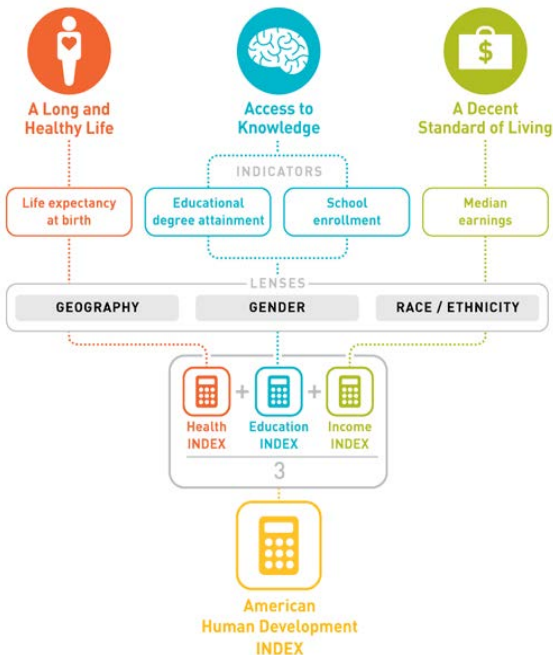 $
A Long and
Healthy Life
Access to
Knowledge
A Decent
Standard of Living
INDICATORS
Life expectancy
at birth
Educational
degree attainment
School
enrollment
Median
earnings
LENSES
GEOGRAPHY
GENDER
RACE / ETHNICITY
+
+
Health
INDEX
Education
INDEX
Income
INDEX
3
American
Human Development
INDEX